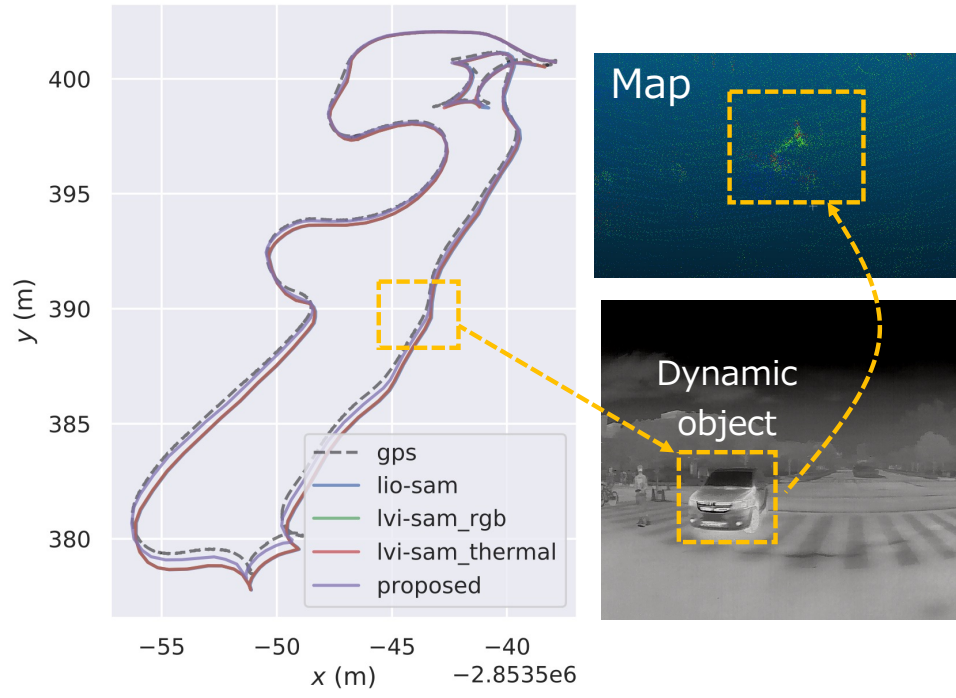 400
395
390
385
380
y (m)
−55
−50
−45
−40
x (m)
−2.8535e6
gps
lio-sam
lvi-sam_rgb
lvi-sam_thermal
proposed
Map
Dynamic
object